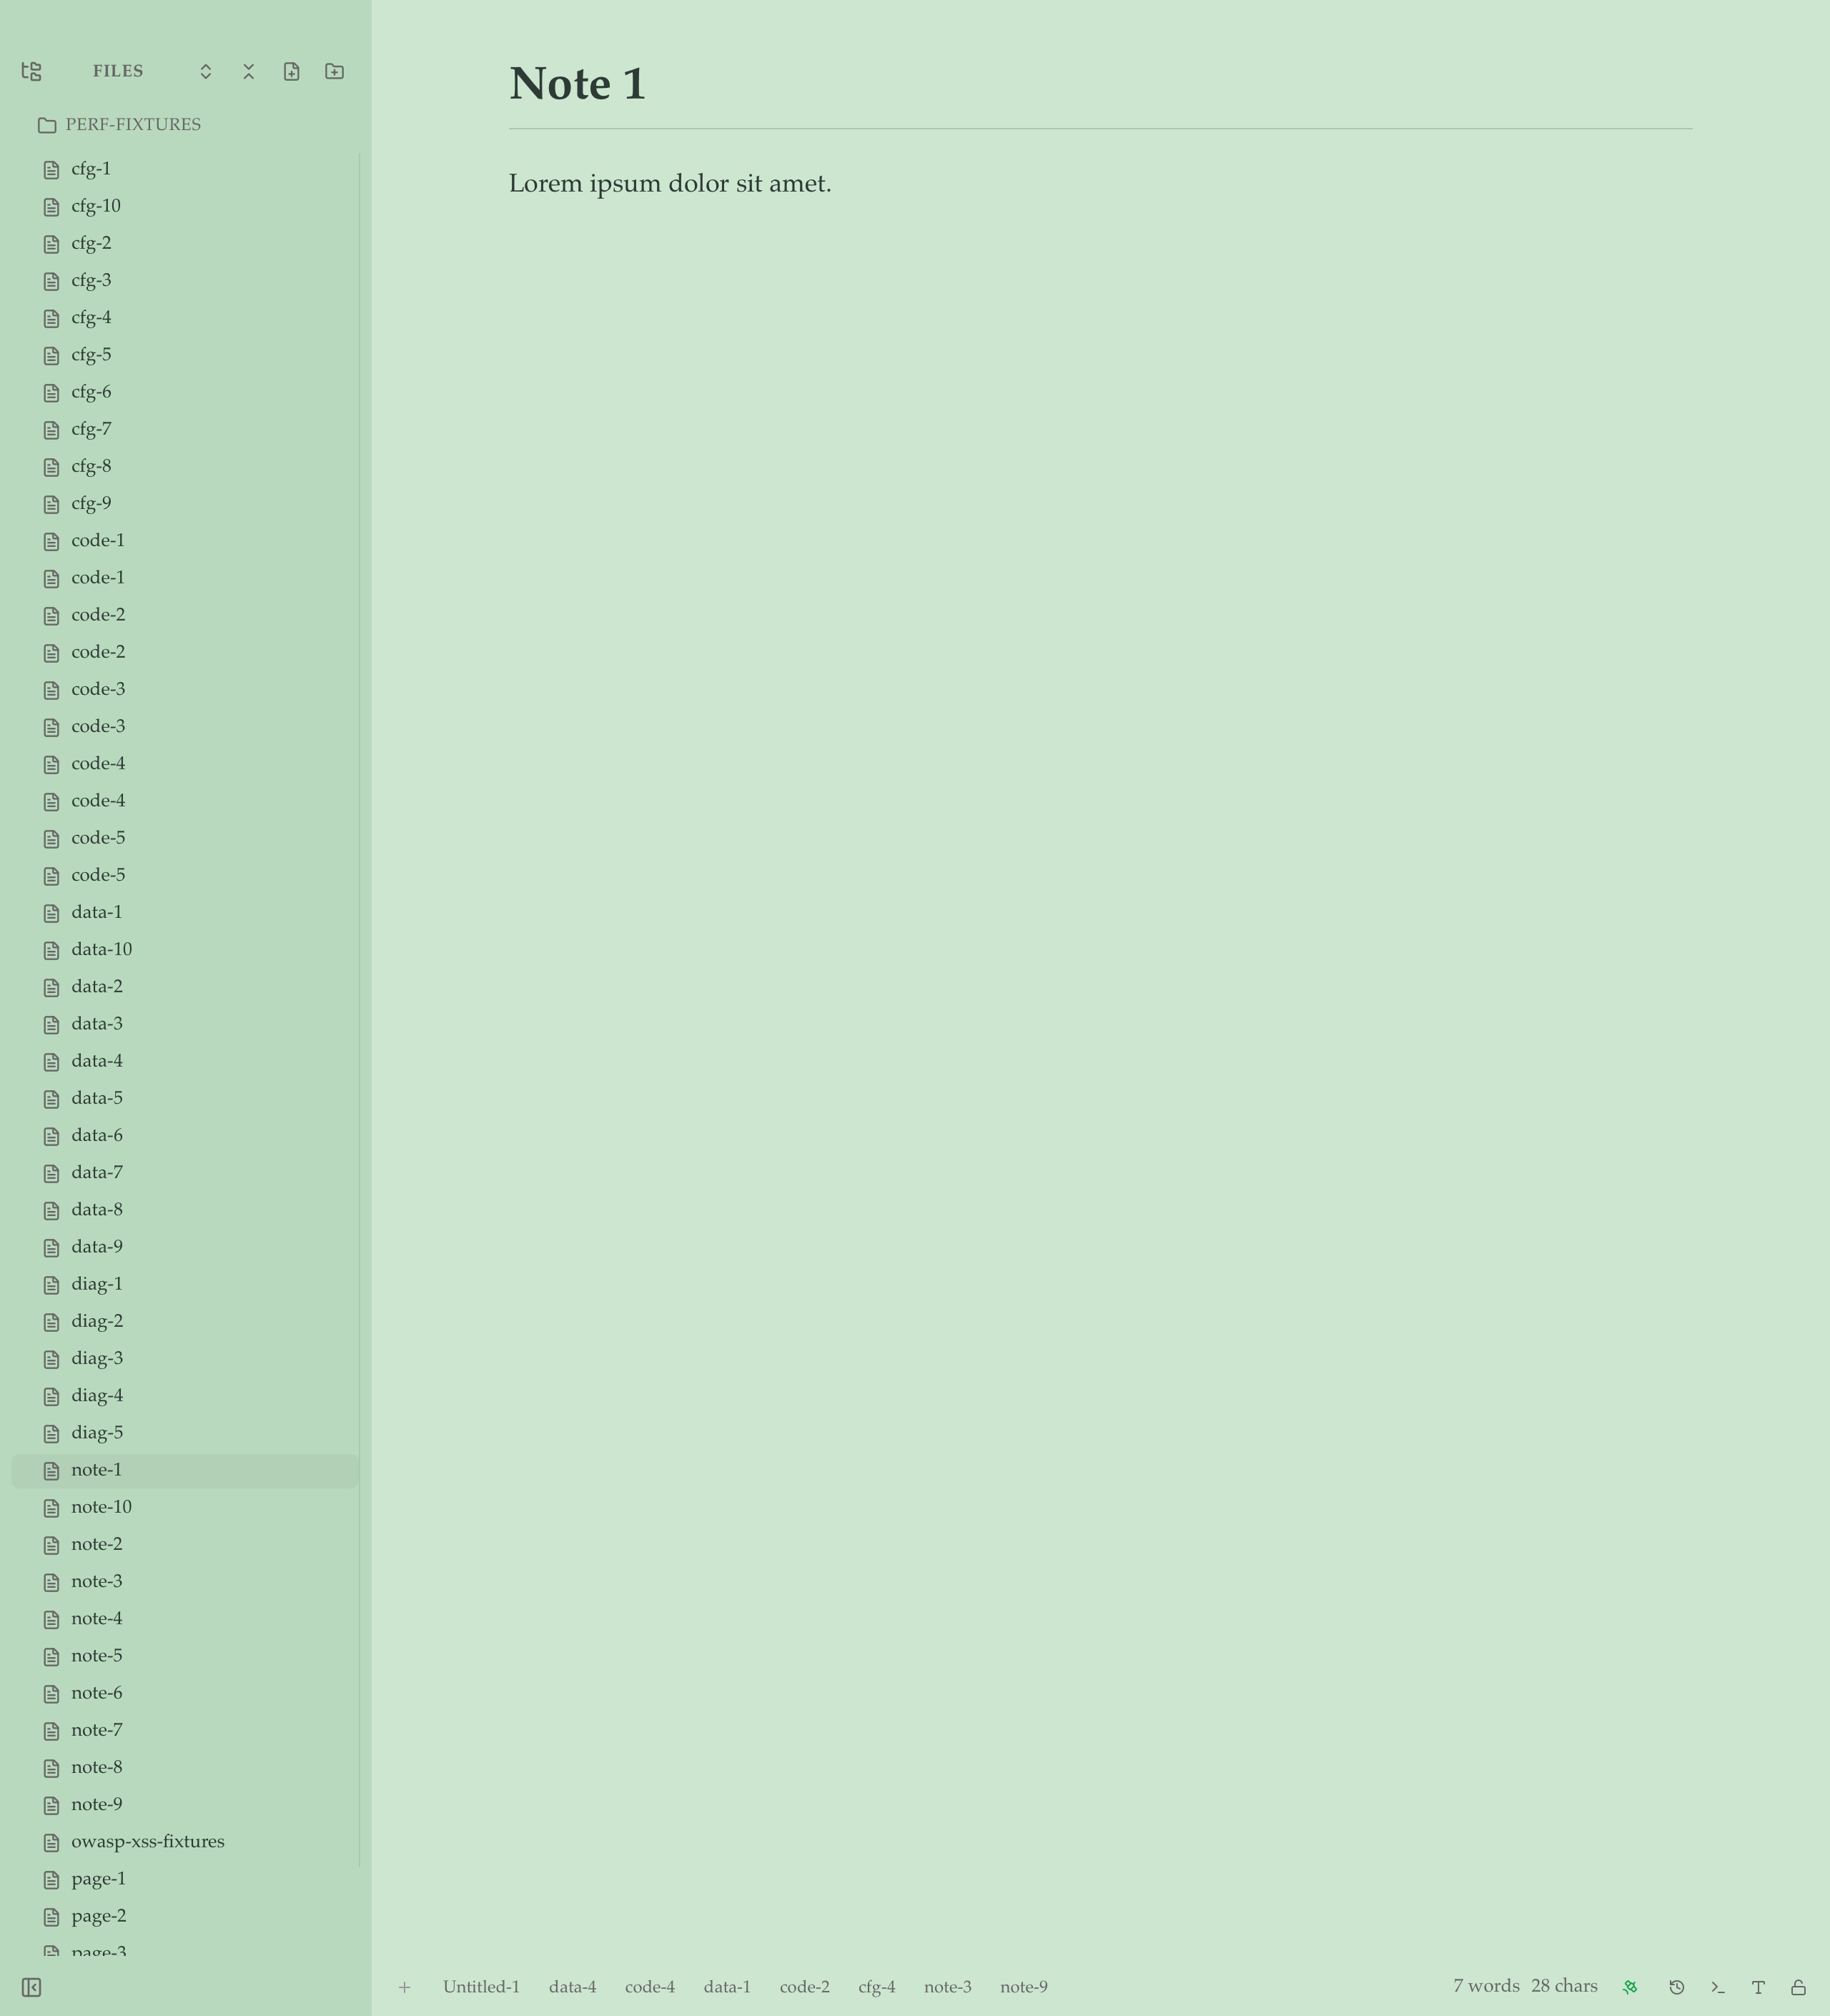 FILES
PERF-FIXTURES
cfg-1
cfg-10
cfg-2
cfg-3
cfg-4
cfg-5
cfg-6
cfg-7
cfg-8
cfg-9
code-1
code-1
code-2
code-2
code-3
code-3
code-4
code-4
code-5
code-5
data-1
data-10
data-2
data-3
data-4
data-5
data-6
data-7
data-8
data-9
diag-1
diag-2
diag-3
diag-4
diag-5
note-1
note-10
note-2
note-3
note-4
note-5
note-6
note-7
note-8
note-9
owasp-xss-fixtures
page-1
page-2
page-3
Note 1
Lorem ipsum dolor sit amet.
Untitled-1 data-4 code-4 data-1 code-2 cfg-4 note-3 note-9 7 words 28 chars